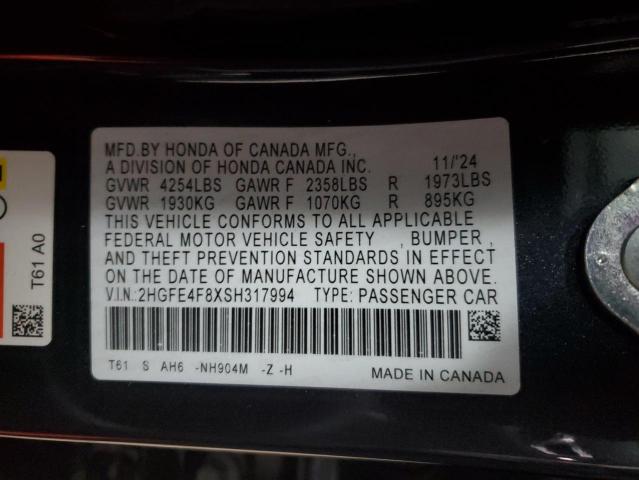 MFD.BY HONDA OF CANADA MFG.,
A DIVISION OF HONDA CANADA INC. 11/'24
GVWR 4254LBS GAWR F 2358LBS R 1973LBS
GVWR 1930KG GAWR F 1070KG R 895KG
THIS VEHICLE CONFORMS TO ALL APPLICABLE
FEDERAL MOTOR VEHICLE SAFETY , BUMPER ,
AND THEFT PREVENTION STANDARDS IN EFFECT
ON THE DATE OF MANUFACTURE SHOWN ABOVE.
V.I.N.:2HGFE4F8XSH317994 TYPE: PASSENGER CAR
T61 S AH6 -NH904M -Z -H
MADE IN CANADA
T61 A0